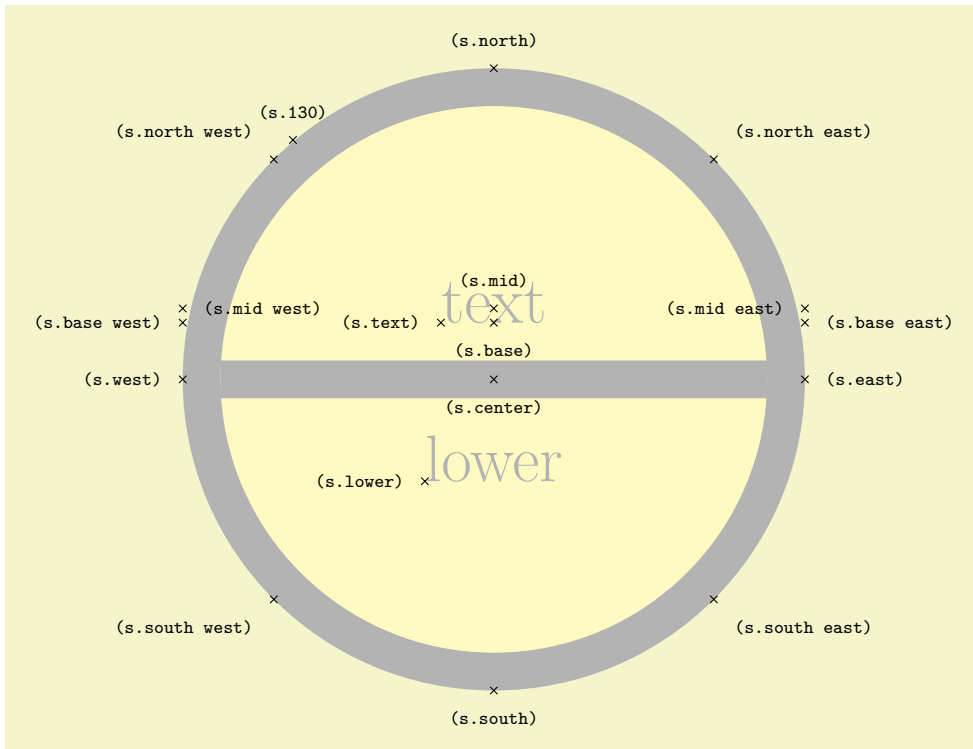 (s.north)
(s.130)
(s.north west)
(s.north east)
(s.mid)
text
(s.mid west)
(s.mid east)
(s.base west)
(s.text)
(s.base east)
(s.base)
(s.west)
(s.east)
(s.center)
lower
(s.lower)
(s.south west)
(s.south east)
(s.south)